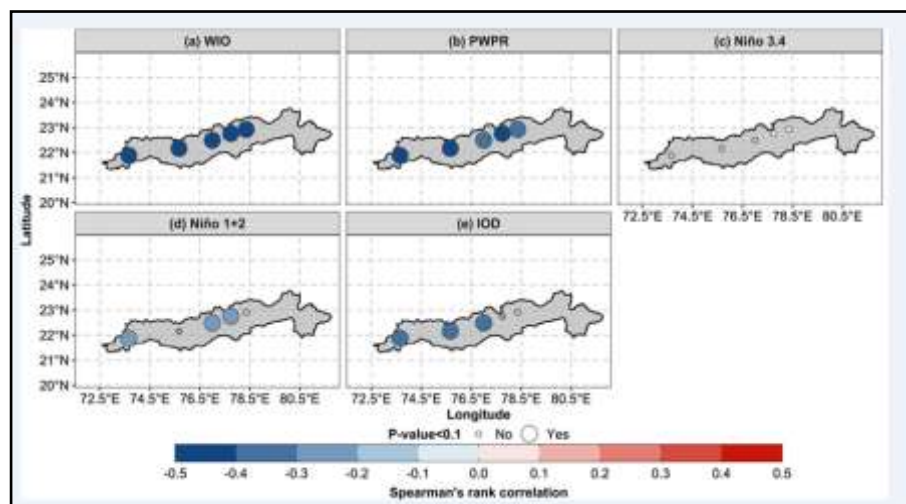 (a) WIO
(b) PWPR
(c) Niño 3.4
25°N
24°N
23°N
22°N
21°N
20°N
72.5°E 74.5°E 76.5°E 78.5°E 80.5°E
Latitude
(d) Niño 1+2
(e) IOD
25°N
24°N
23°N
22°N
21°N
20°N
72.5°E 74.5°E 76.5°E 78.5°E 80.5°E
72.5°E 74.5°E 76.5°E 78.5°E 80.5°E
Longitude
P-value<0.1 No Yes
-0.5 -0.4 -0.3 -0.2 -0.1 0.0 0.1 0.2 0.3 0.4 0.5
Spearman's rank correlation